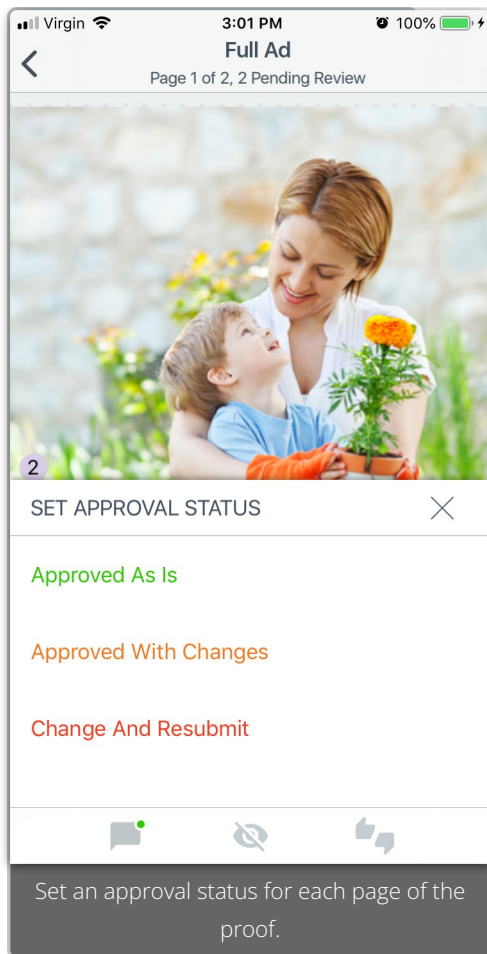 Virgin 3:01 PM 100%
Full Ad
Page 1 of 2, 2 Pending Review
2
SET APPROVAL STATUS
Approved As Is
Approved With Changes
Change And Resubmit
Set an approval status for each page of the
proof.